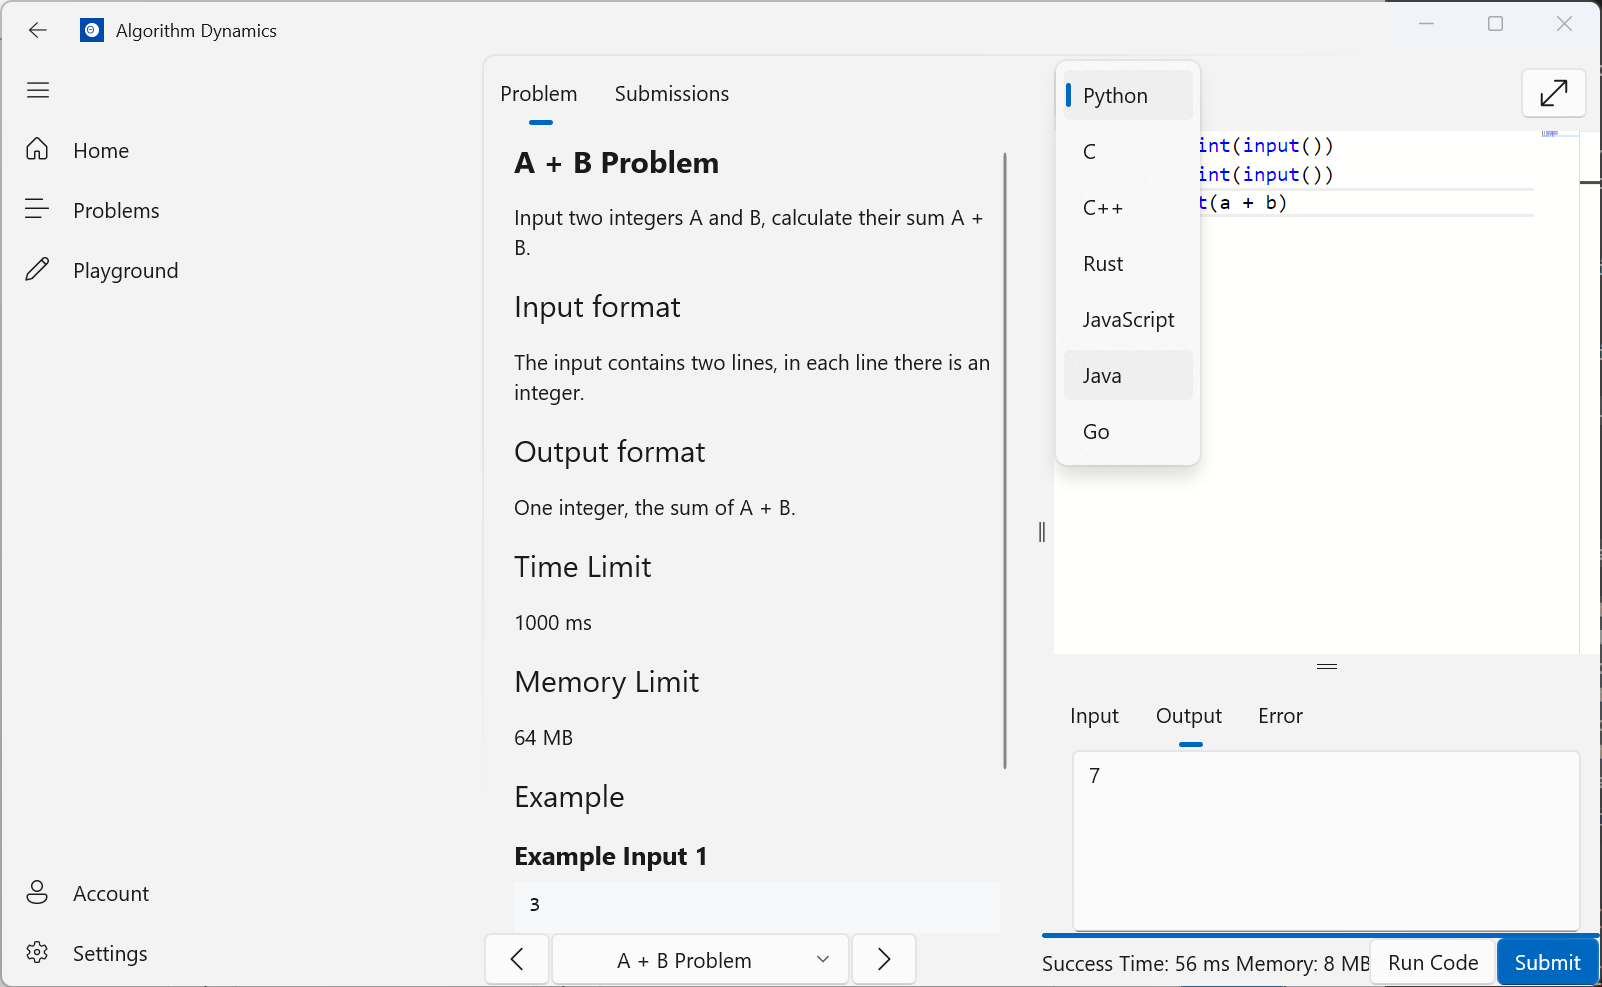 Algorithm Dynamics
Home
Problems
Playground
Account
Settings
Problem Submissions
A + B Problem
Input two integers A and B, calculate their sum A +
B.
Input format
The input contains two lines, in each line there is an
integer.
Output format
One integer, the sum of A + B.
Time Limit
1000 ms
Memory Limit
64 MB
Example
Example Input 1
3
A + B Problem
Python
C
C++
Rust
JavaScript
Java
Go
int(input())
int(input())
t(a + b)
Input Output Error
7
Success Time: 56 ms Memory: 8 MB
Run Code
Submit